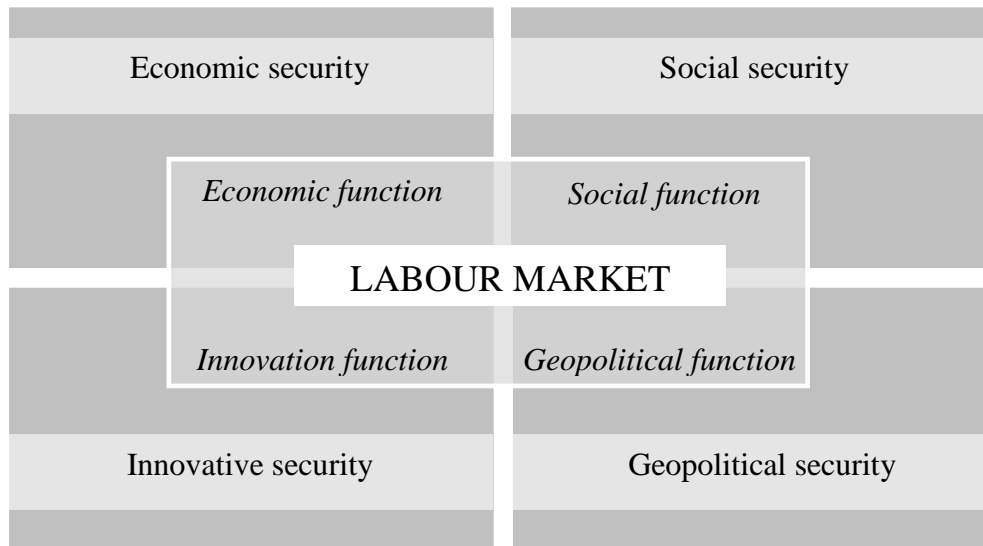 Economic security
Social security
Economic function
Social function
LABOUR MARKET
Innovation function
Geopolitical function
Innovative security
Geopolitical security